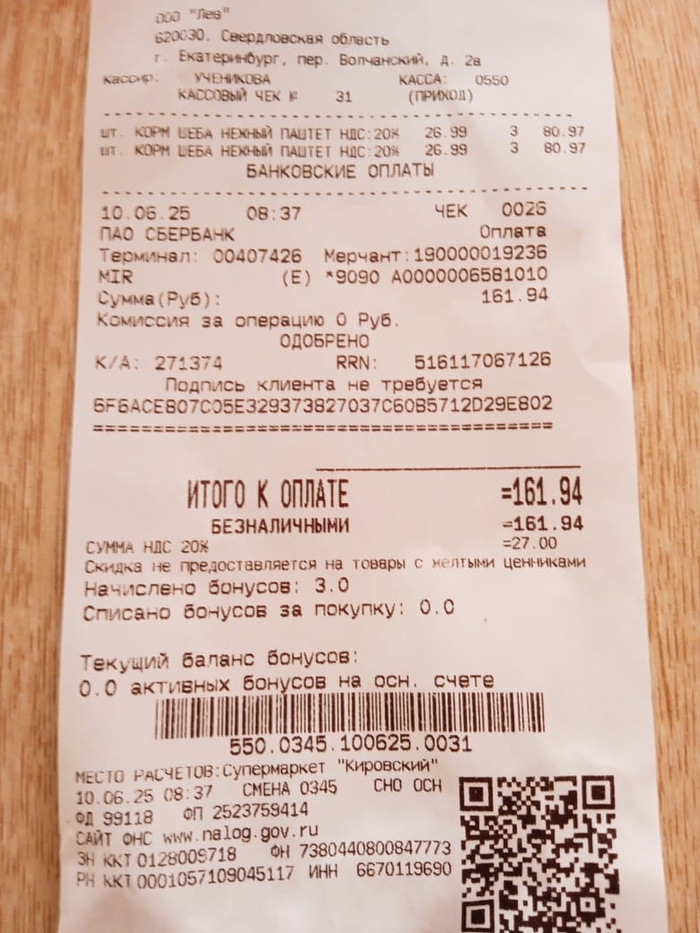 ООО "Лев"
620030, Свердловская область
г. Екатеринбург, пер. Волчанский, д. 2а
Кассир: УЧЕНИКОВА КАССА: 0550
КАССОВЫЙ ЧЕК № 31 (ПРИХОД)
шт. КОРМ ШЕБА НЕЖНЫЙ ПАШТЕТ НДС:20% 26.99 3 80.97
шт. КОРМ ШЕБА НЕЖНЫЙ ПАШТЕТ НДС:20% 26.99 3 80.97
БАНКОВСКИЕ ОПЛАТЫ
10.06.25 08:37 ЧЕК 0026
ПАО СБЕРБАНК Оплата
Терминал: 00407426 Мерчант:190000019236
MIR (E) *9090 A0000006581010
Сумма(Руб): 161.94
Комиссия за операцию 0 Руб.
ОДОБРЕНО
К/А: 271374 RRN: 516117067126
Подпись клиента не требуется
6F6ACE807C05E329373827037C60B5712D29E802
========================================
ИТОГО К ОПЛАТЕ =161.94
БЕЗНАЛИЧНЫМИ =161.94
СУММА НДС 20% =27.00
Скидка не предоставляется на товары с желтыми ценниками
Начислено бонусов: 3.0
Списано бонусов за покупку: 0.0
Текущий баланс бонусов:
0.0 активных бонусов на осн. счете
550.0345.100625.0031
МЕСТО РАСЧЕТОВ:Супермаркет "Кировский"
10.06.25 08:37 СМЕНА 0345 СНО ОСН
ФД 99118 ФП 2523759414
САЙТ ФНС www.nalog.gov.ru
ЗН ККТ 0128009718 ФН 7380440800847773
РН ККТ 0001057109045117 ИНН 6670119690